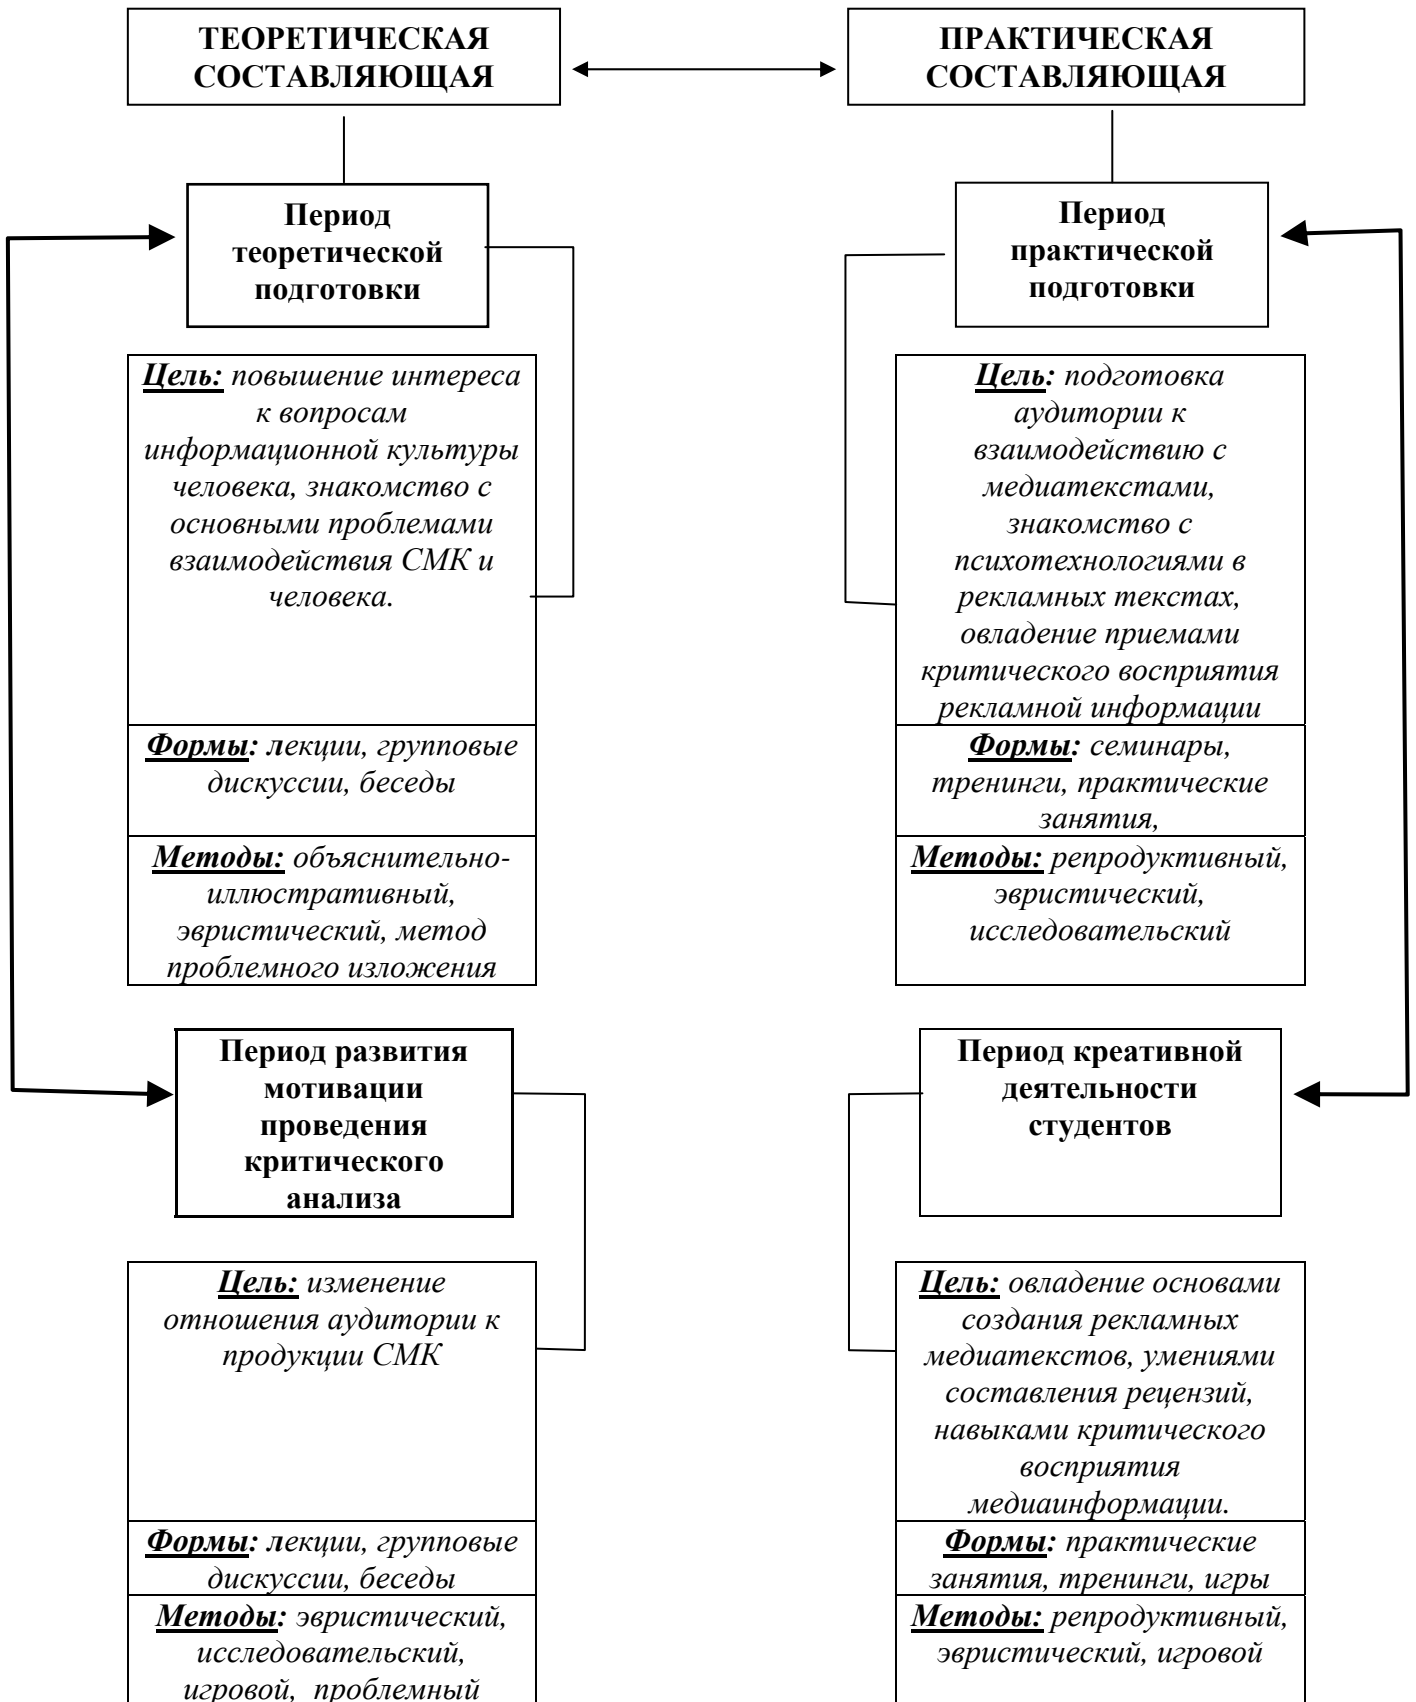 ТЕОРЕТИЧЕСКАЯ
СОСТАВЛЯЮЩАЯ
ПРАКТИЧЕСКАЯ
СОСТАВЛЯЮЩАЯ
Период
теоретической
подготовки
Период
практической
подготовки
Цель: повышение интереса
к вопросам
информационной культуры
человека, знакомство с
основными проблемами
взаимодействия СМК и
человека.
Формы: лекции, групповые
дискуссии, беседы
Методы: объяснительно-
иллюстративный,
эвристический, метод
проблемного изложения
Цель: подготовка
аудитории к
взаимодействию с
медиатекстами,
знакомство с
психотехнологиями в
рекламных текстах,
овладение приемами
критического восприятия
рекламной информации
Формы: семинары,
тренинги, практические
занятия,
Методы: репродуктивный,
эвристический,
исследовательский
Период развития
мотивации
проведения
критического
анализа
Период креативной
деятельности
студентов
Цель: изменение
отношения аудитории к
продукции СМК
Формы: лекции, групповые
дискуссии, беседы
Методы: эвристический,
исследовательский,
игровой, проблемный
Цель: овладение основами
создания рекламных
медиатекстов, умениями
составления рецензий,
навыками критического
восприятия
медиаинформации.
Формы: практические
занятия, тренинги, игры
Методы: репродуктивный,
эвристический, игровой